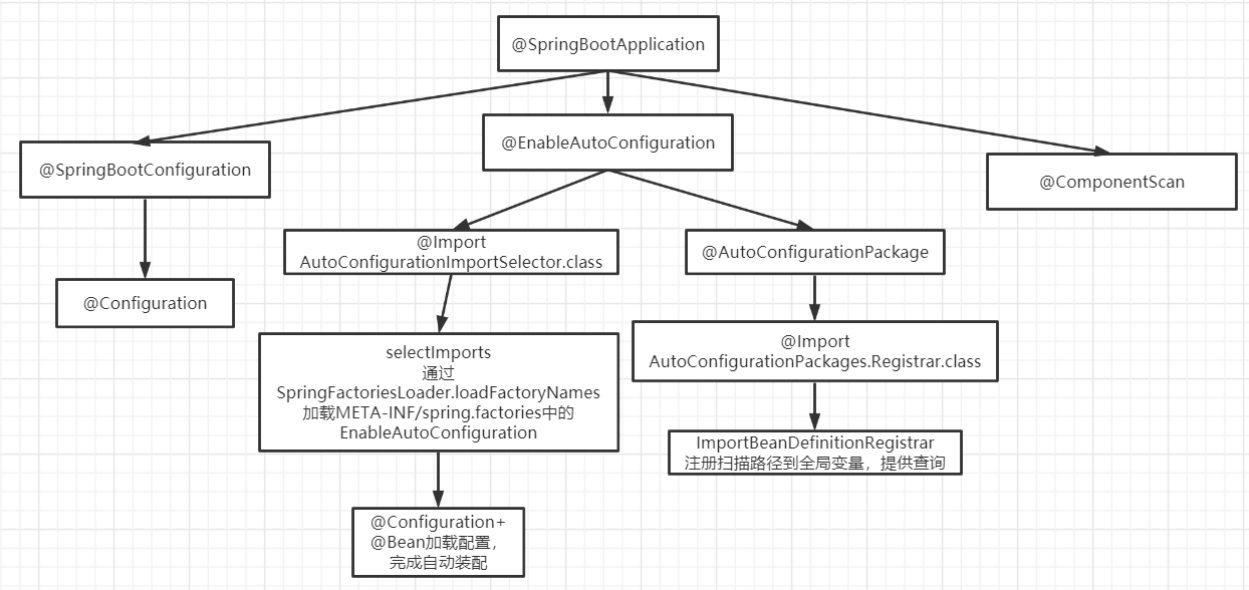 @SpringBootApplication
@SpringBootConfiguration
@EnableAutoConfiguration
@ComponentScan
@Configuration
@Import
AutoConfigurationImportSelector.class
@AutoConfigurationPackage
selectImports
通过
SpringFactoriesLoader.loadFactoryNames
加载META-INF/spring.factories中的
EnableAutoConfiguration
@Import
AutoConfigurationPackages.Registrar.class
ImportBeanDefinitionRegistrar
注册扫描路径到全局变量，提供查询
@Configuration+
@Bean加载配置，
完成自动装配